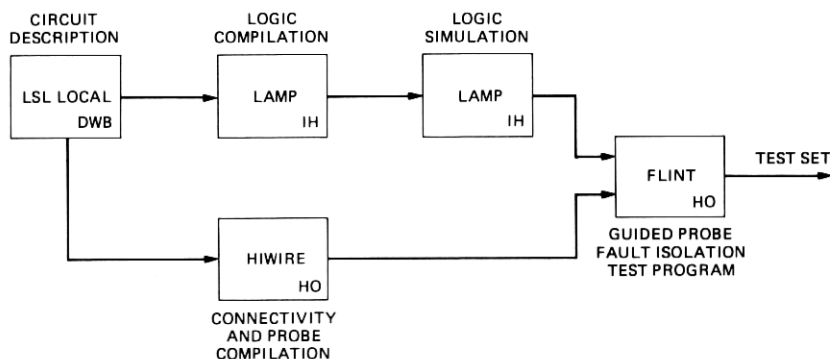 CIRCUIT
DESCRIPTION
LSL LOCAL
DWB
LOGIC
COMPILATION
LAMP
IH
LOGIC
SIMULATION
LAMP
IH
FLINT
HO
TEST SET
GUIDED PROBE
FAULT ISOLATION
TEST PROGRAM
HIWIRE
HO
CONNECTIVITY
AND PROBE
COMPILATION